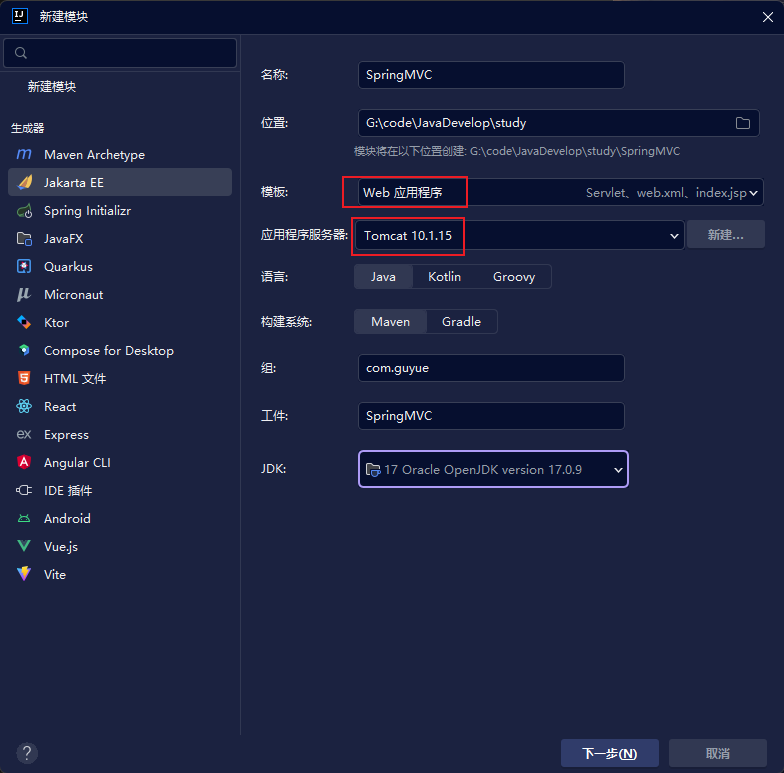 新建模块
新建模块
生成器
Maven Archetype
Jakarta EE
Spring Initializr
JavaFX
Quarkus
Micronaut
Ktor
Compose for Desktop
HTML 文件
React
Express
Angular CLI
IDE 插件
Android
Vue.js
Vite
名称: SpringMVC
位置: G:\code\JavaDevelop\study
模块将在以下位置创建: G:\code\JavaDevelop\study\SpringMVC
模板: Web 应用程序 Servlet、web.xml、index.jsp
应用程序服务器: Tomcat 10.1.15 新建...
语言: Java Kotlin Groovy
构建系统: Maven Gradle
组: com.guyue
工件: SpringMVC
JDK: 17 Oracle OpenJDK version 17.0.9
? 下一步(N) 取消